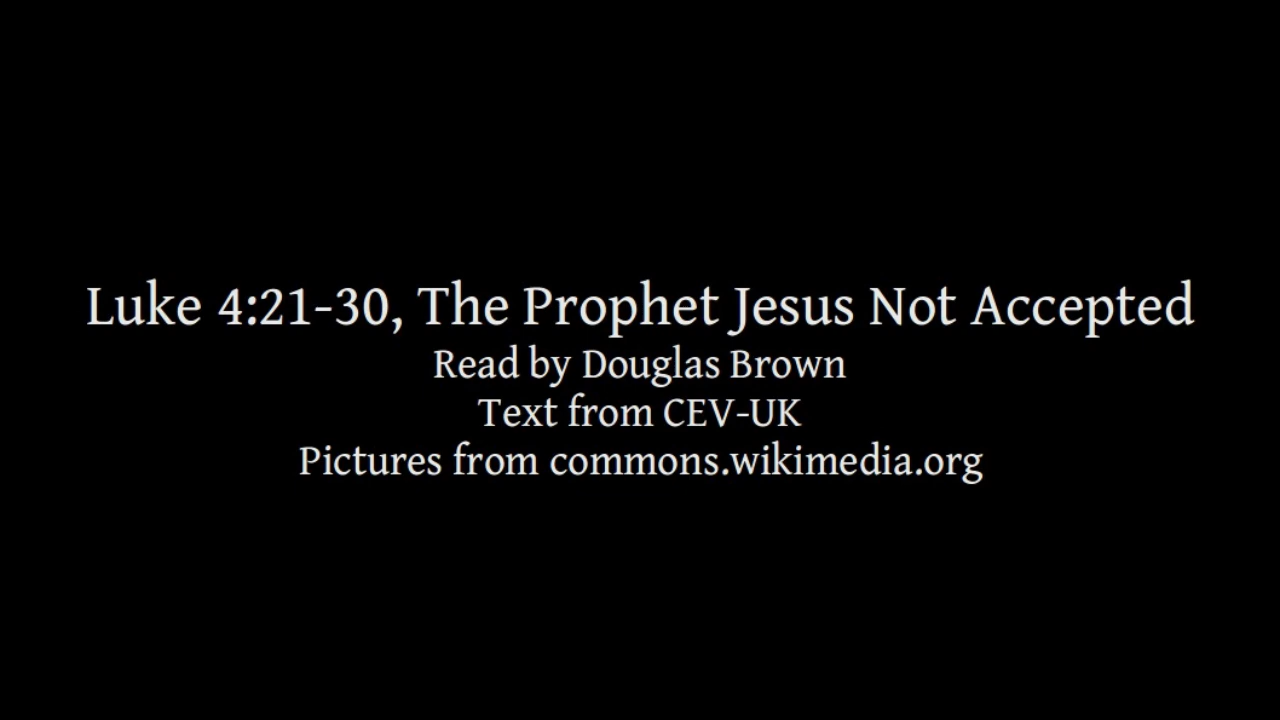 Luke 4:21-30, The Prophet Jesus Not Accepted
Read by Douglas Brown
Text from CEV-UK
Pictures from commons.wikimedia.org